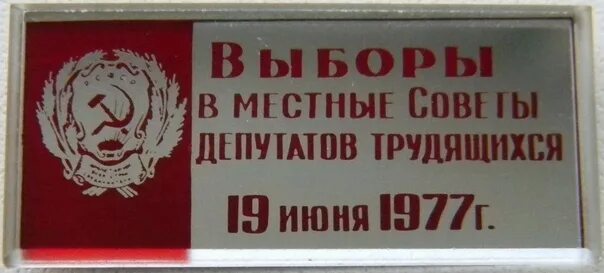 Выборы
в местные Советы
депутатов трудящихся
19 июня 1977г.